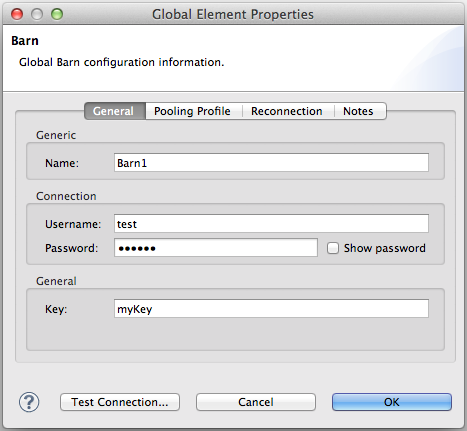 Global Element Properties
Barn
Global Barn configuration information.
General Pooling Profile Reconnection Notes
Generic
Name: Barn1
Connection
Username: test
Password: •••••• Show password
General
Key: myKey
? Test Connection... Cancel OK